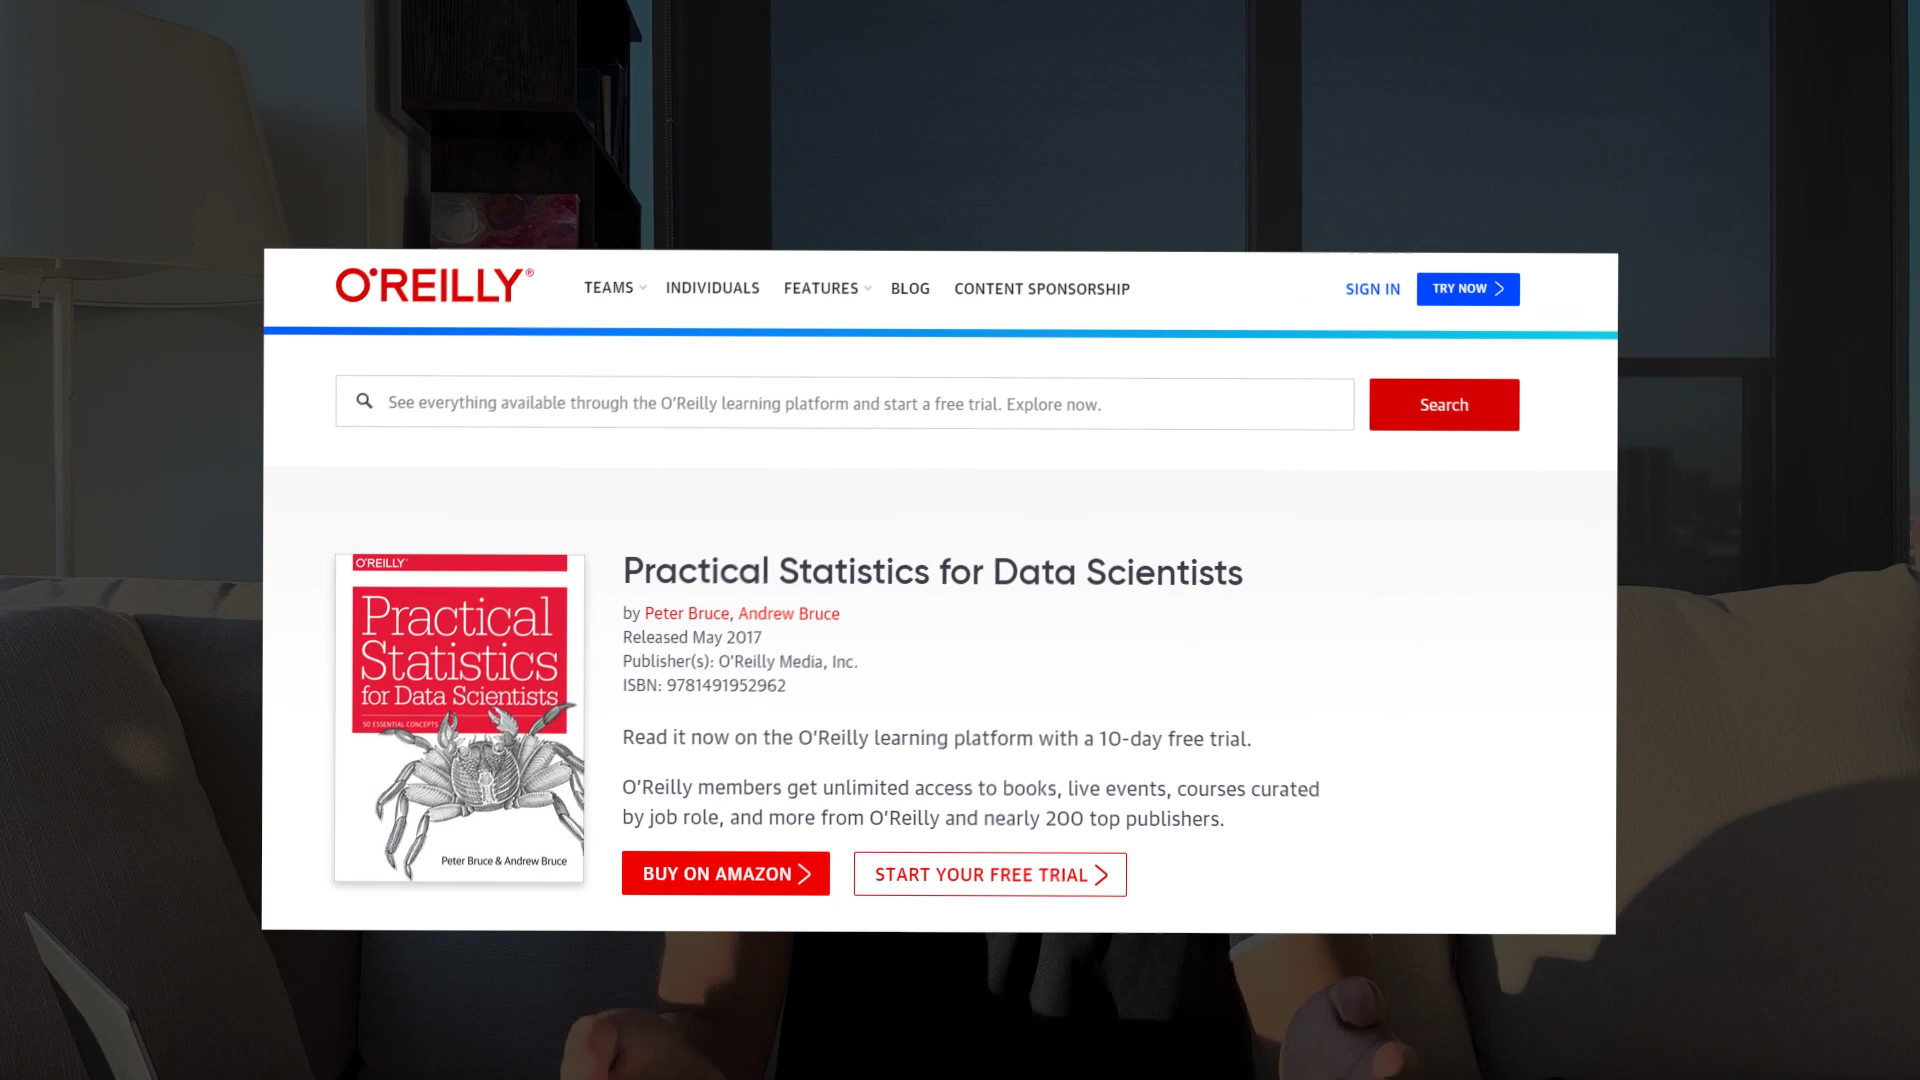 O'REILLY®
TEAMS INDIVIDUALS FEATURES BLOG CONTENT SPONSORSHIP
SIGN IN TRY NOW
See everything available through the O'Reilly learning platform and start a free trial. Explore now.
Search
O'REILLY®
Practical
Statistics
for Data Scientists
50 ESSENTIAL CONCEPTS
Peter Bruce & Andrew Bruce
Practical Statistics for Data Scientists
by Peter Bruce, Andrew Bruce
Released May 2017
Publisher(s): O'Reilly Media, Inc.
ISBN: 9781491952962
Read it now on the O'Reilly learning platform with a 10-day free trial.
O'Reilly members get unlimited access to books, live events, courses curated
by job role, and more from O'Reilly and nearly 200 top publishers.
BUY ON AMAZON
START YOUR FREE TRIAL